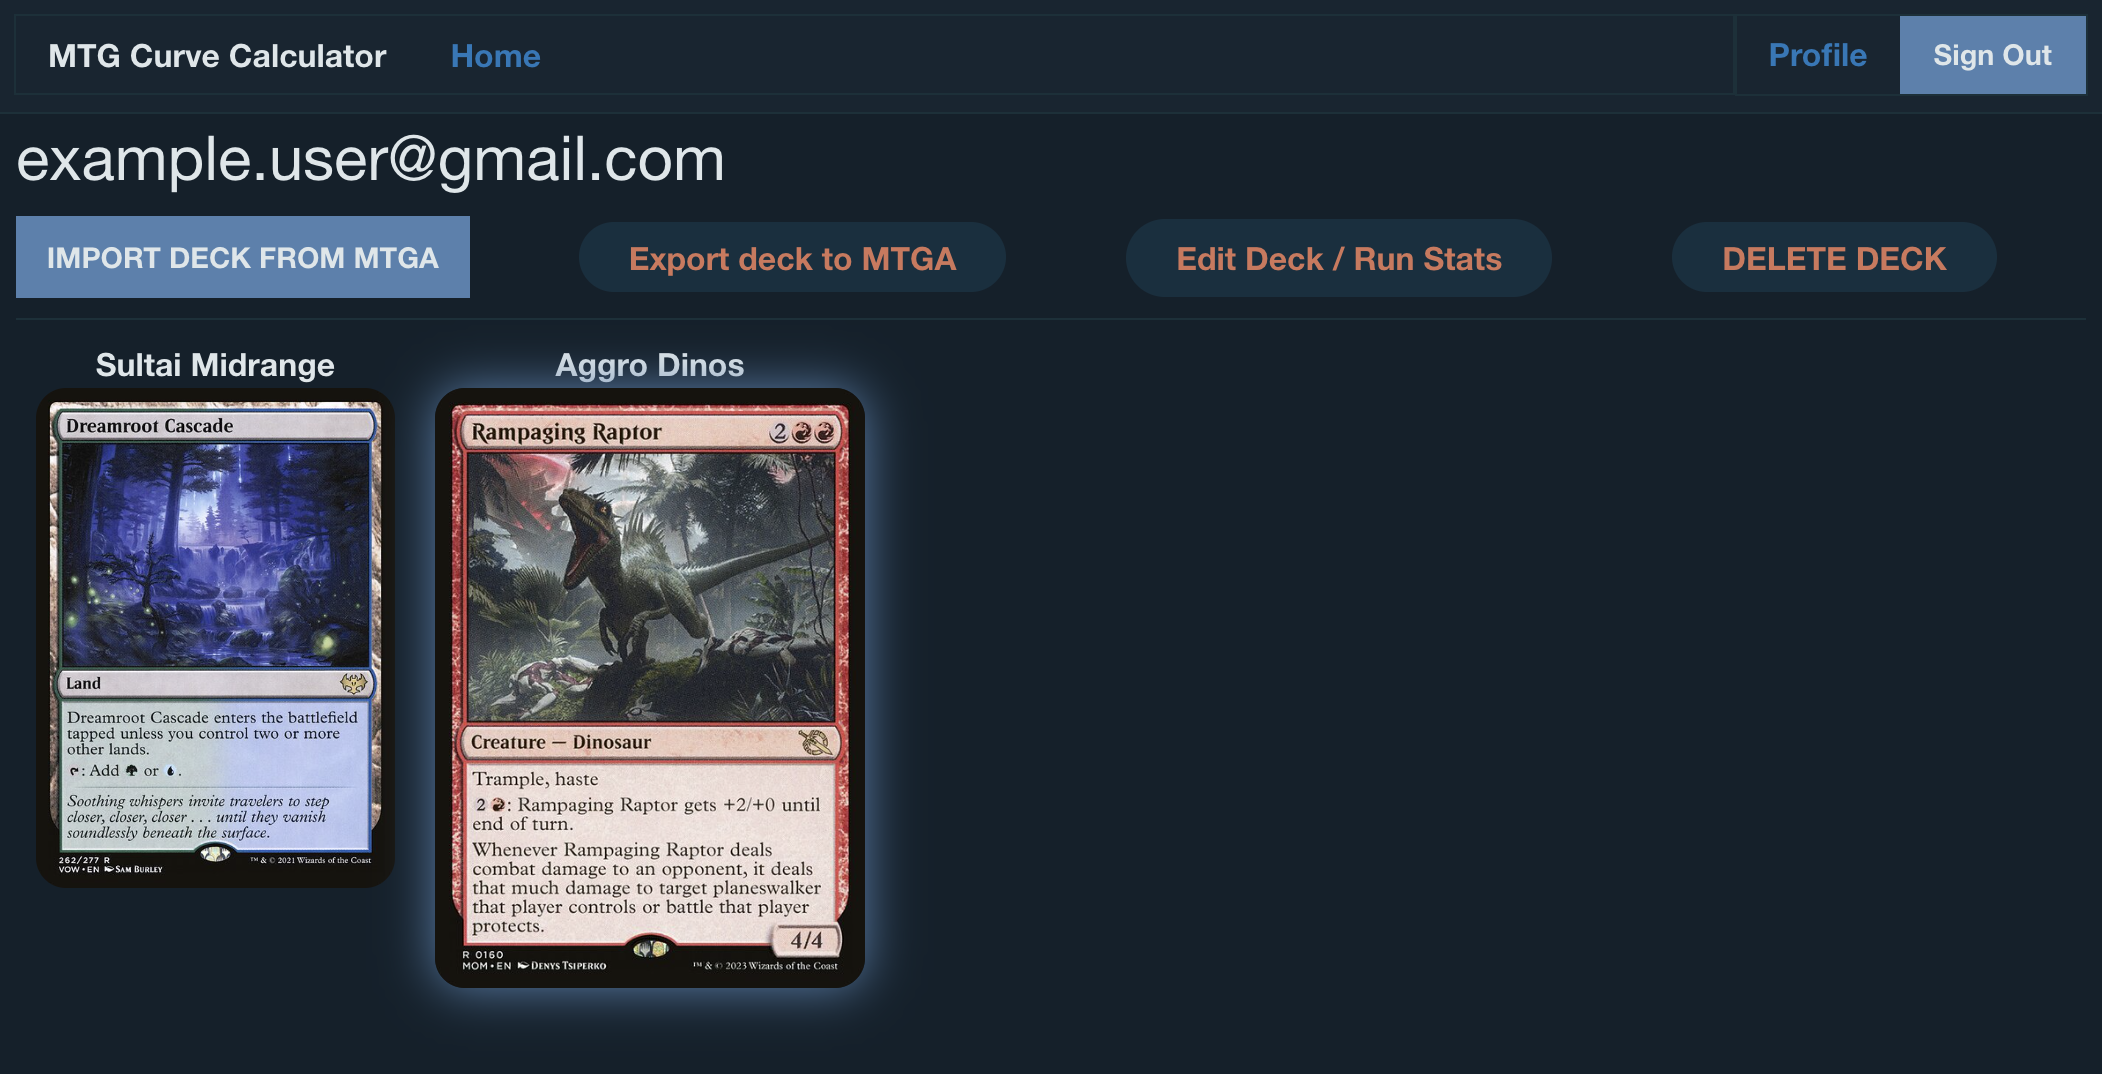 MTG Curve Calculator
Home
Profile
Sign Out
example.user@gmail.com
IMPORT DECK FROM MTGA
Export deck to MTGA
Edit Deck / Run Stats
DELETE DECK
Sultai Midrange
Dreamroot Cascade
Land
Dreamroot Cascade enters the battlefield
tapped unless you control two or more
other lands.
: Add or .
Soothing whispers invite travelers to step
closer, closer, closer . . . until they vanish
soundlessly beneath the surface.
262/277 R
VOW • EN SAM BURLEY
™ & © 2021 Wizards of the Coast
Aggro Dinos
Rampaging Raptor
2
Creature — Dinosaur
Trample, haste
2 : Rampaging Raptor gets +2/+0 until
end of turn.
Whenever Rampaging Raptor deals
combat damage to an opponent, it deals
that much damage to target planeswalker
that player controls or battle that player
protects.
4/4
R 0160
MOM • EN DENYS TSIPERKO
™ & © 2023 Wizards of the Coast